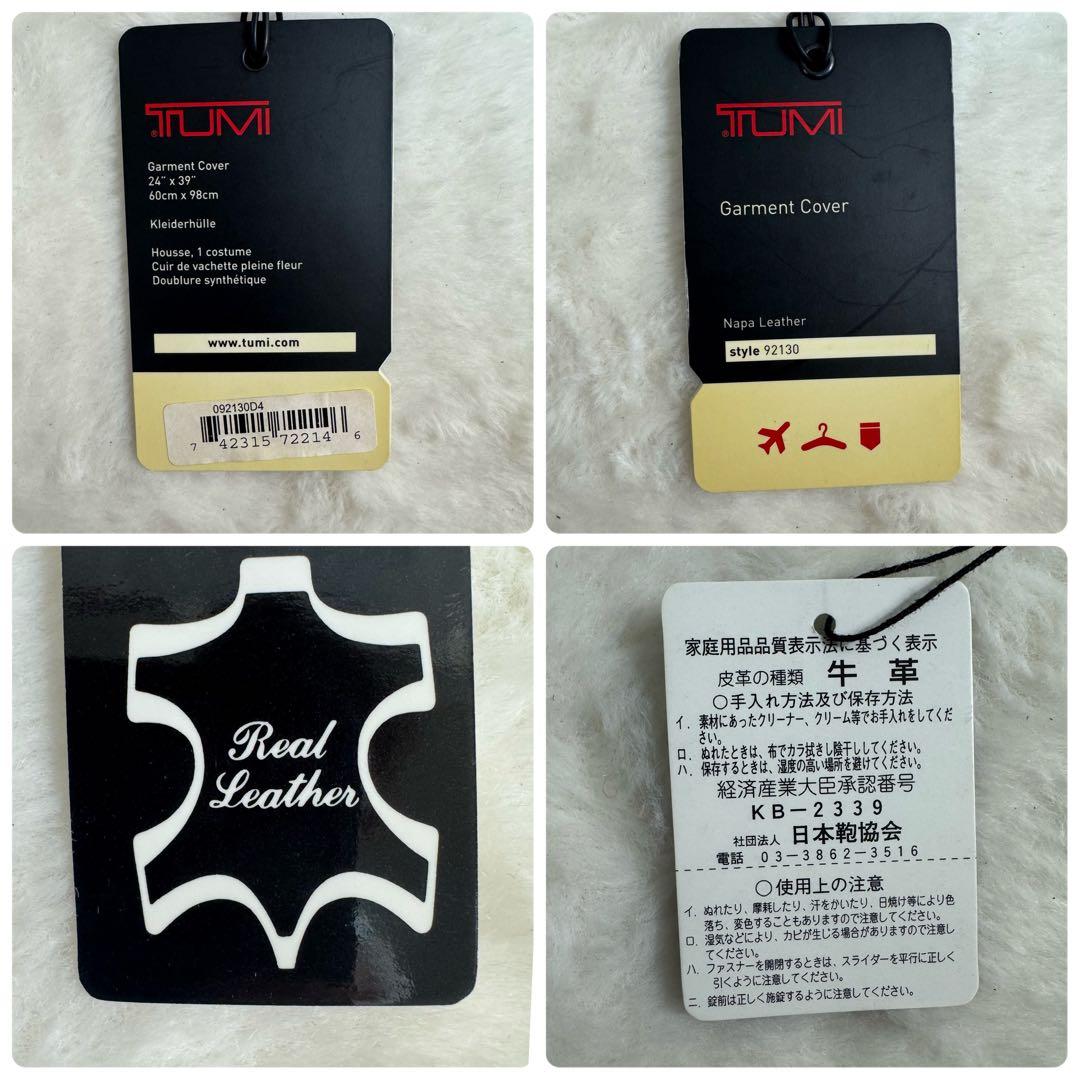 TUMI
Garment Cover
24" x 39"
60cm x 98cm
Kleiderhülle
Housse, 1 costume
Cuir de vachette pleine fleur
Doublure synthétique
www.tumi.com
092130D4
7 42315 72214 6
TUMI
Garment Cover
Napa Leather
style 92130
Real
Leather
家庭用品品質表示法に基づく表示
皮革の種類 牛 革
○手入れ方法及び保存方法
イ. 素材にあったクリーナー、クリーム等でお手入れをしてくだ
さい。
ロ. ぬれたときは、布でカラ拭きし陰干ししてください。
ハ. 保存するときは、湿度の高い場所を避けてください。
経済産業大臣承認番号
KB-2339
社団法人 日本鞄協会
電話 03-3862-3516
○使用上の注意
イ. ぬれたり、摩耗したり、汗をかいたり、日焼け等により色
落ち、変色することもありますので注意してください。
ロ. 湿気などにより、カビが生じる場合がありますので注意し
てください。
ハ. ファスナーを開閉するときは、スライダーを平行に正しく
引くように注意してください。
ニ. 錠前は正しく施錠するように注意してください。